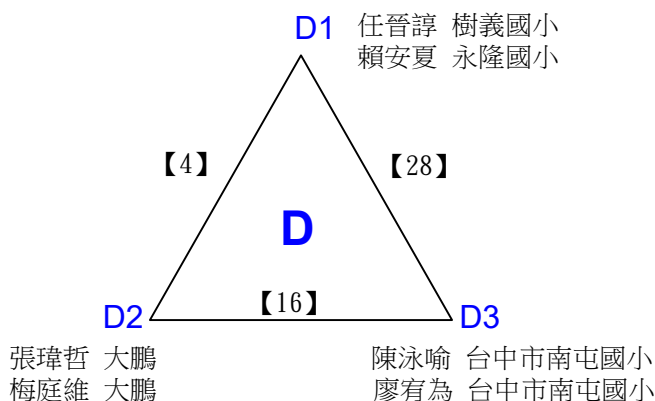 D1 任晉諄 樹義國小
賴安夏 永隆國小
【4】
【28】
D
【16】
D2
D3
張瑋哲 大鵬
陳泳喻 台中市南屯國小
梅庭維 大鵬
廖宥為 台中市南屯國小